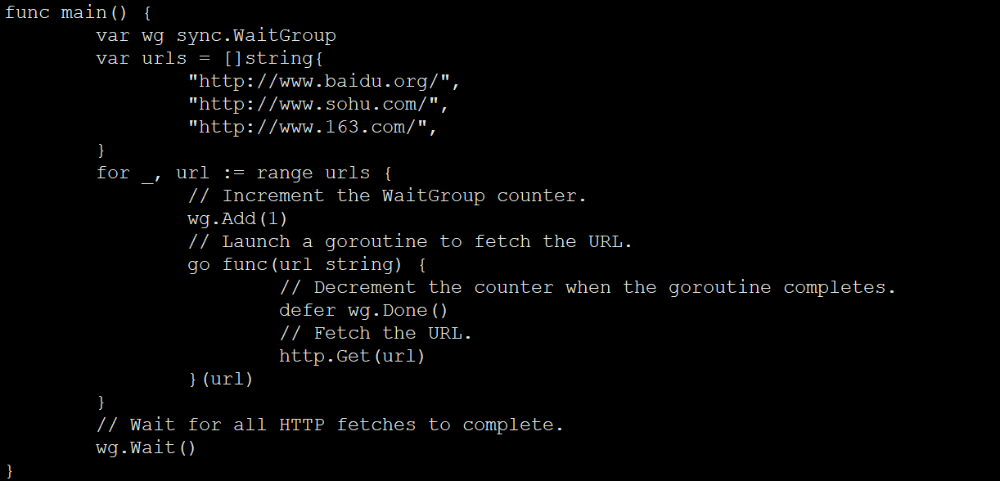 func main() {
        var wg sync.WaitGroup
        var urls = []string{
                "http://www.baidu.org/",
                "http://www.sohu.com/",
                "http://www.163.com/",
        }
        for _, url := range urls {
                // Increment the WaitGroup counter.
                wg.Add(1)
                // Launch a goroutine to fetch the URL.
                go func(url string) {
                        // Decrement the counter when the goroutine completes.
                        defer wg.Done()
                        // Fetch the URL.
                        http.Get(url)
                }(url)
        }
        // Wait for all HTTP fetches to complete.
        wg.Wait()
}